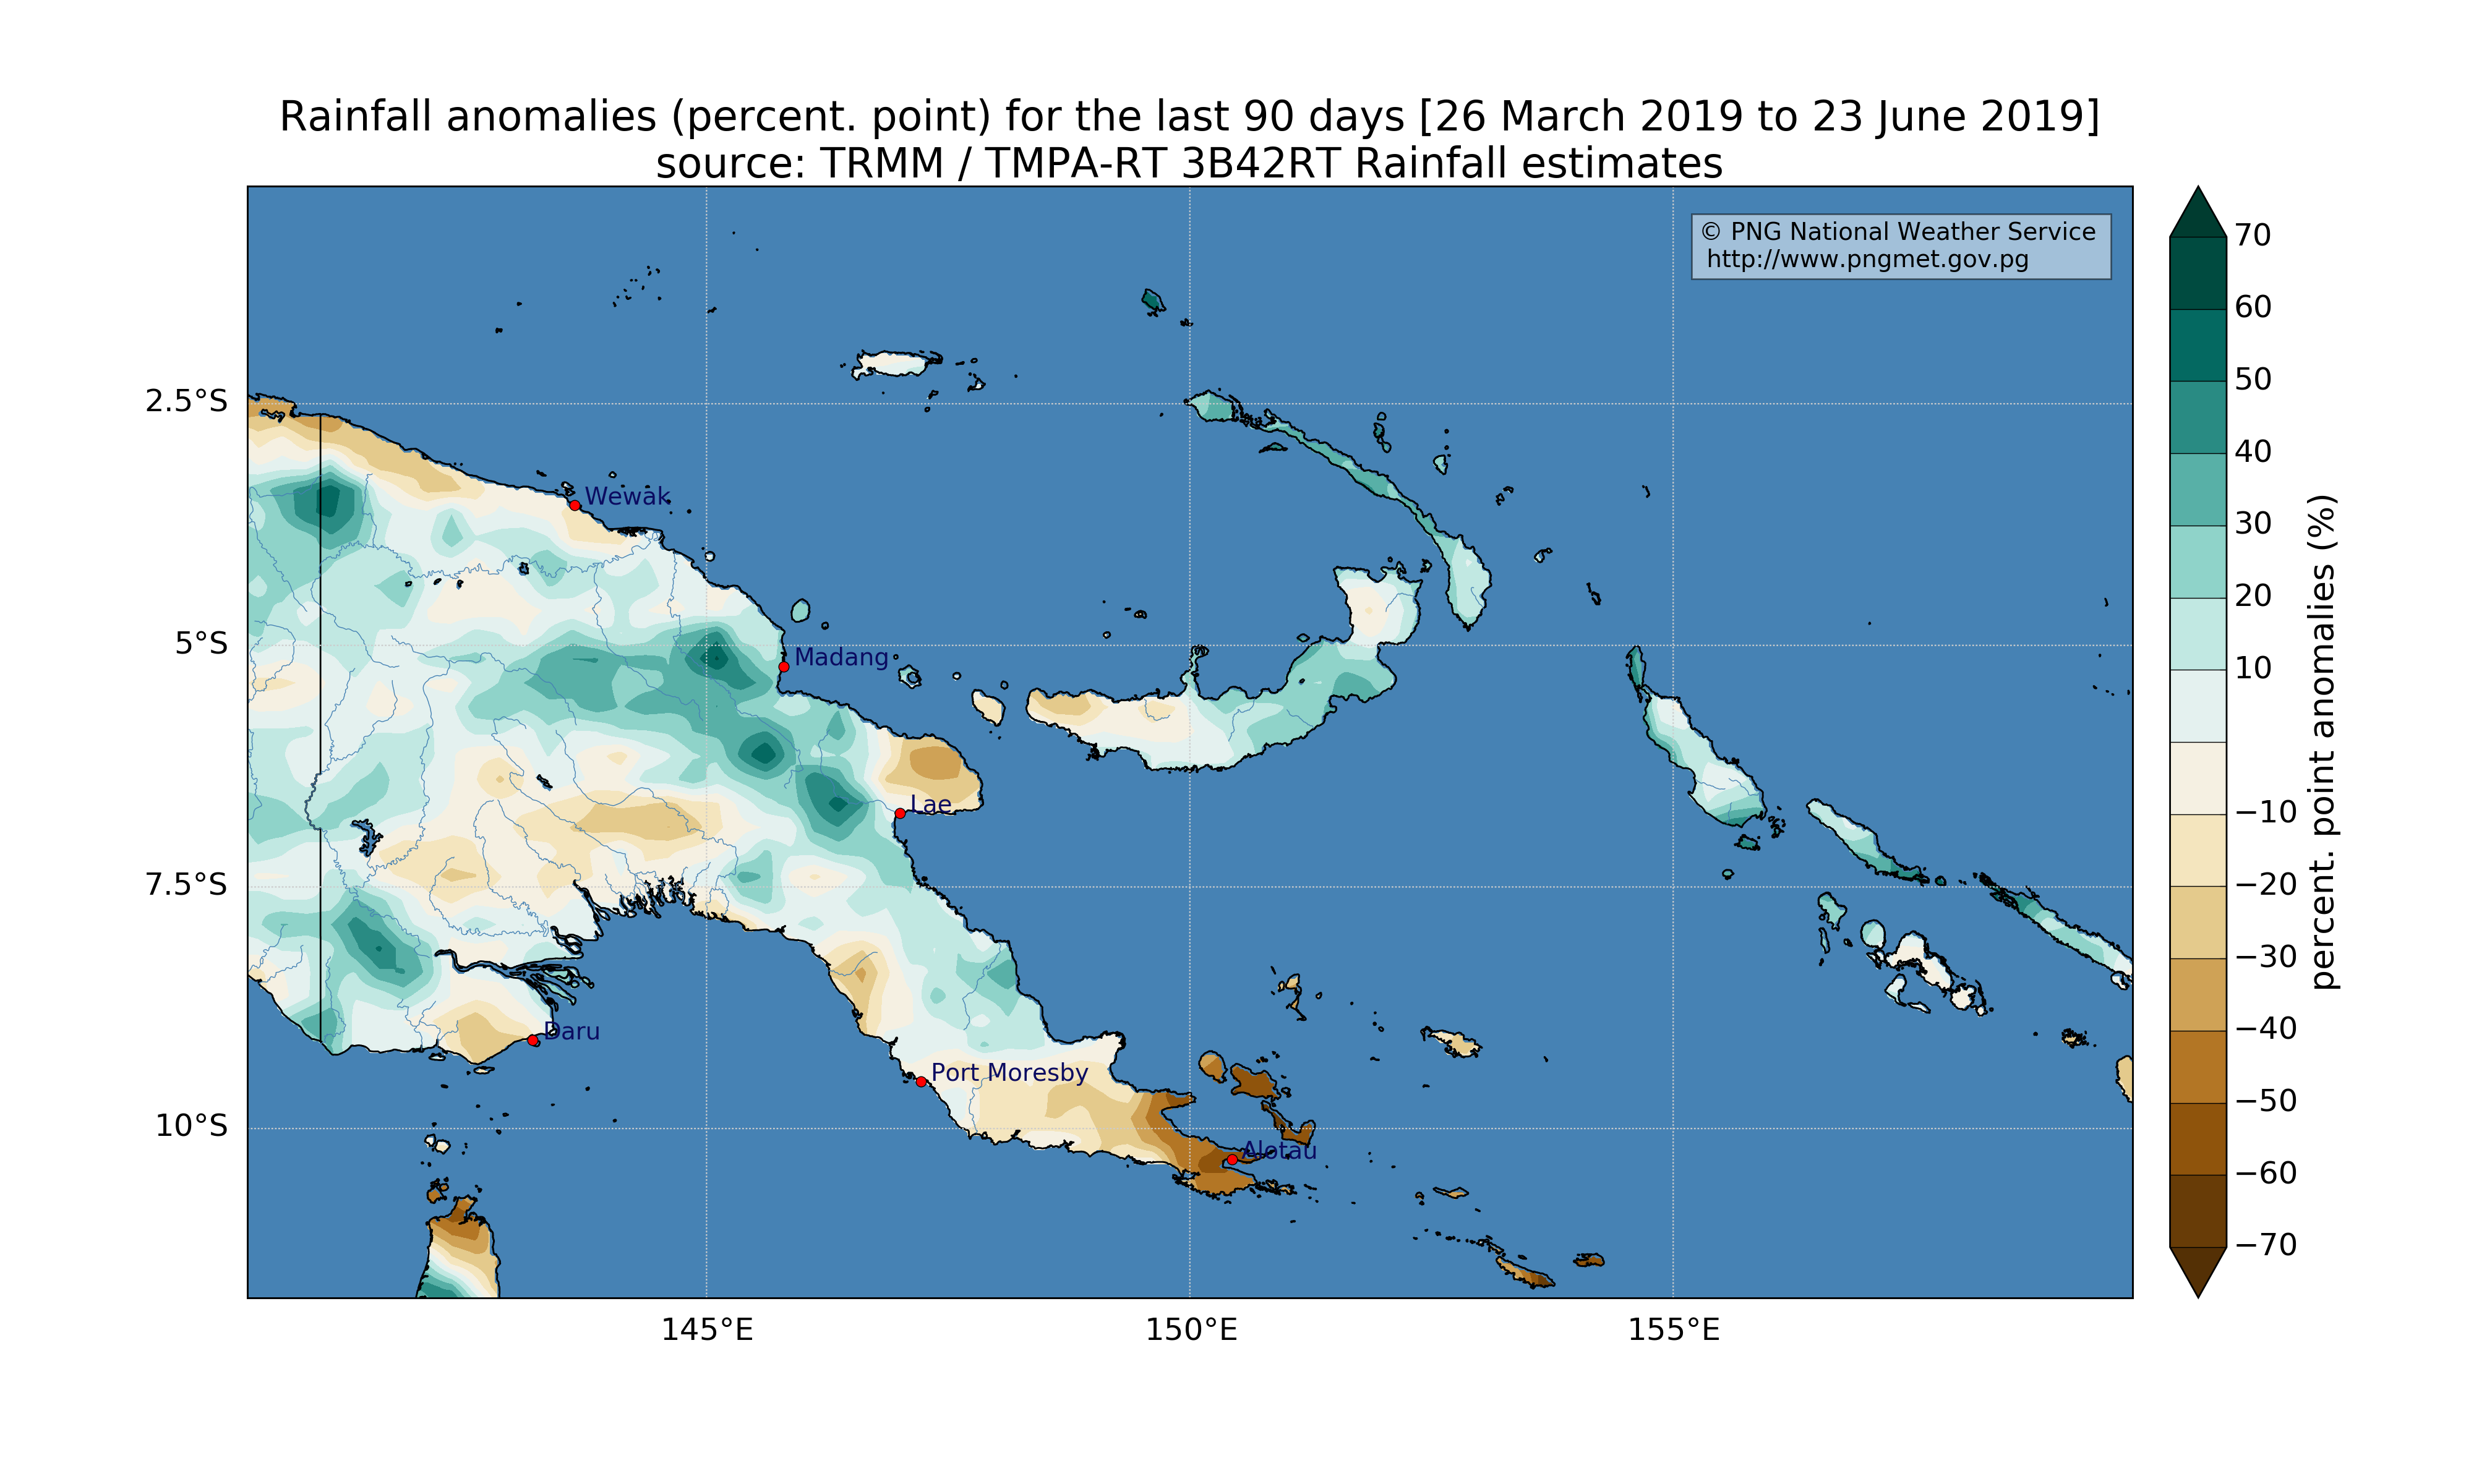 Rainfall anomalies (percent. point) for the last 90 days [26 March 2019 to 23 June 2019]
source: TRMM / TMPA-RT 3B42RT Rainfall estimates
© PNG National Weather Service
http://www.pngmet.gov.pg
2.5°S
5°S
7.5°S
10°S
Wewak
Madang
Lae
Daru
Port Moresby
Alotau
145°E
150°E
155°E
70
60
50
40
30
20
10
−10
−20
−30
−40
−50
−60
−70
percent. point anomalies (%)